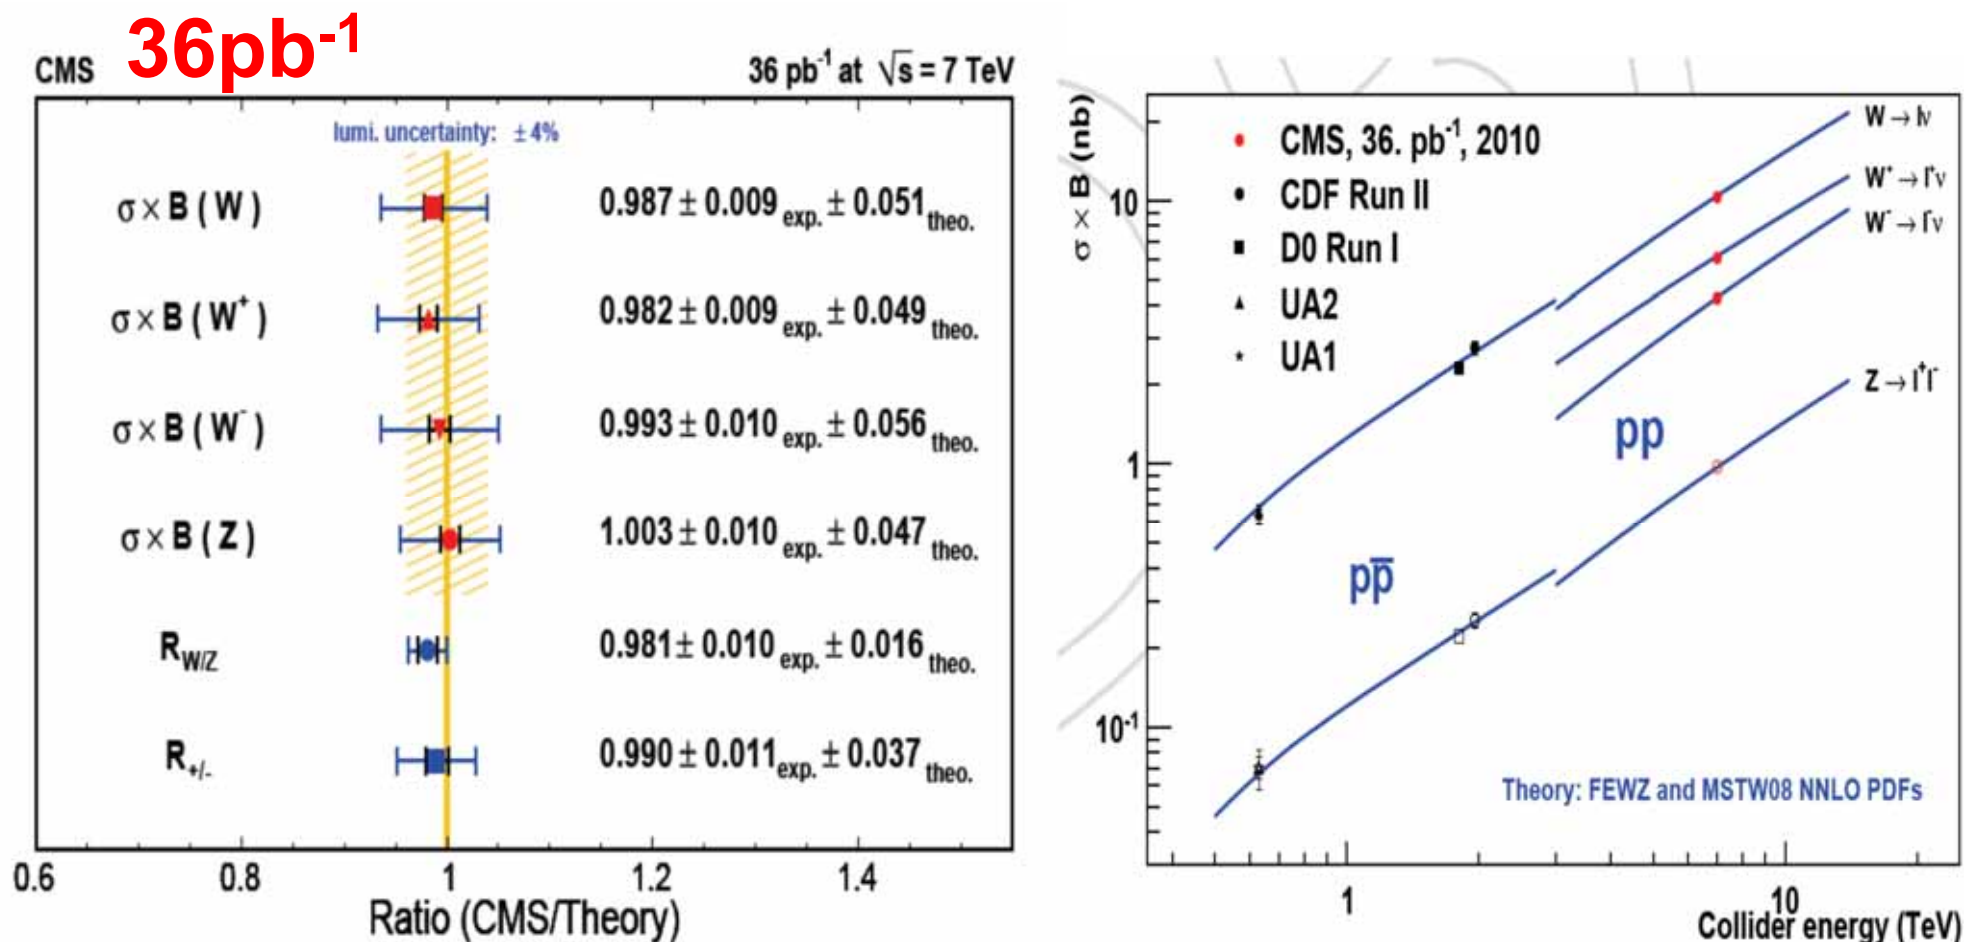 36pb⁻¹
CMS
36 pb⁻¹ at √s = 7 TeV
lumi. uncertainty: ± 4%
σ × B ( W ) 0.987 ± 0.009 exp. ± 0.051 theo.
σ × B ( W⁺ ) 0.982 ± 0.009 exp. ± 0.049 theo.
σ × B ( W⁻ ) 0.993 ± 0.010 exp. ± 0.056 theo.
σ × B ( Z ) 1.003 ± 0.010 exp. ± 0.047 theo.
R W/Z 0.981 ± 0.010 exp. ± 0.016 theo.
R +/- 0.990 ± 0.011 exp. ± 0.037 theo.
0.6 0.8 1 1.2 1.4
Ratio (CMS/Theory)
σ × B (nb)
10
1
10⁻¹
CMS, 36. pb⁻¹, 2010
CDF Run II
D0 Run I
UA2
UA1
W → lν
W⁺ → l⁺ν
W⁻ → l⁻ν
Z → l⁺l⁻
pp
pp̅
Theory: FEWZ and MSTW08 NNLO PDFs
1 10
Collider energy (TeV)